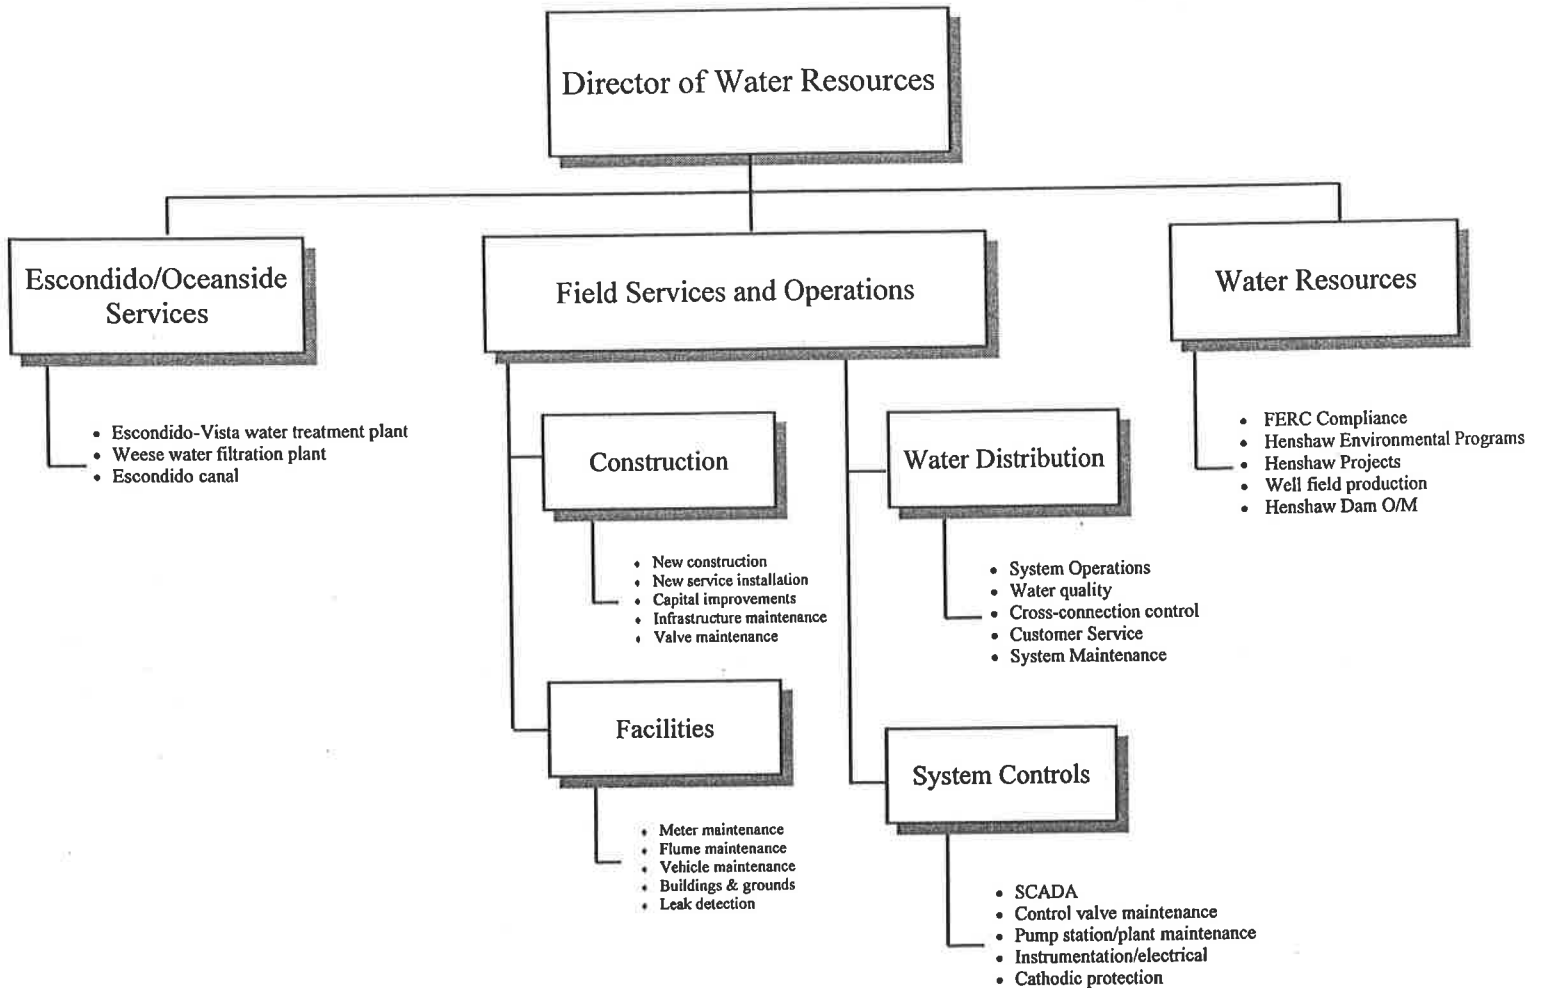 Director of Water Resources
Escondido/Oceanside
Services
• Escondido-Vista water treatment plant
• Weese water filtration plant
• Escondido canal
Field Services and Operations
Construction
• New construction
• New service installation
• Capital improvements
• Infrastructure maintenance
• Valve maintenance
Facilities
• Meter maintenance
• Flume maintenance
• Vehicle maintenance
• Buildings & grounds
• Leak detection
Water Distribution
• System Operations
• Water quality
• Cross-connection control
• Customer Service
• System Maintenance
System Controls
• SCADA
• Control valve maintenance
• Pump station/plant maintenance
• Instrumentation/electrical
• Cathodic protection
Water Resources
• FERC Compliance
• Henshaw Environmental Programs
• Henshaw Projects
• Well field production
• Henshaw Dam O/M